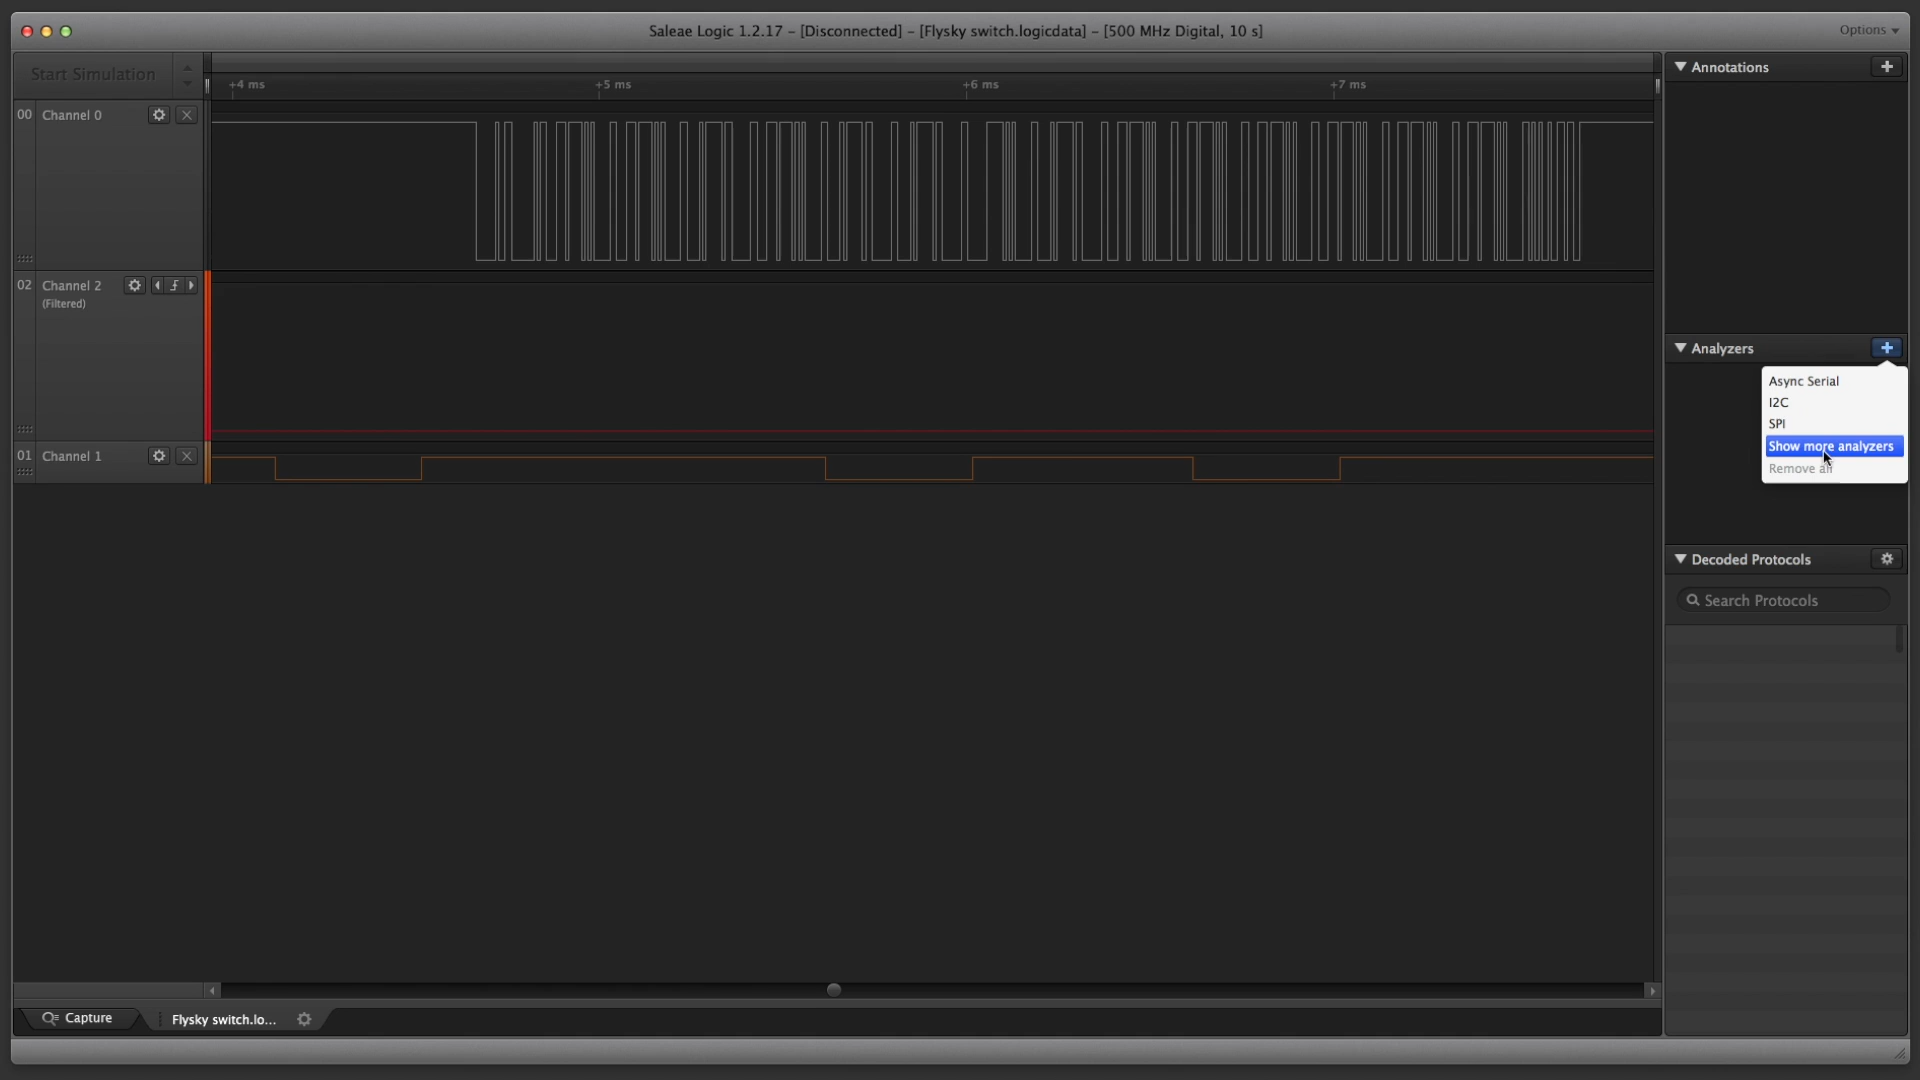 Saleae Logic 1.2.17 – [Disconnected] – [Flysky switch.logicdata] – [500 MHz Digital, 10 s]
Options
Start Simulation
+4 ms +5 ms +6 ms +7 ms
Annotations
00 Channel 0
02 Channel 2
(Filtered)
01 Channel 1
Analyzers
Async Serial
I2C
SPI
Show more analyzers
Remove all
Decoded Protocols
Search Protocols
Capture
Flysky switch.lo...